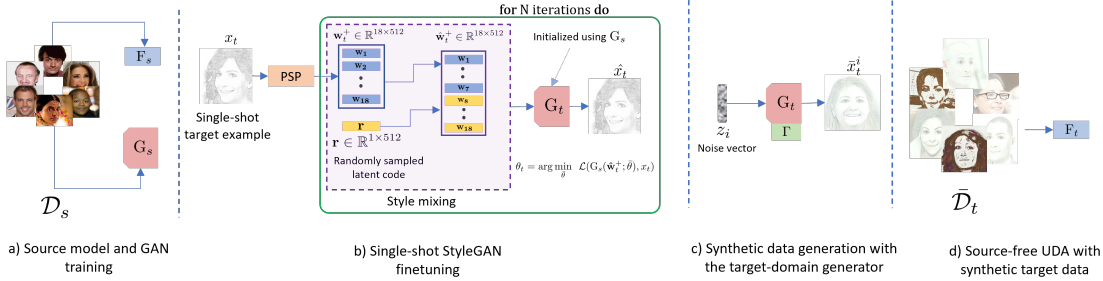 for N iterations do
F_s
G_s
𝒟_s
a) Source model and GAN
training
x_t
Single-shot
target example
PSP
w_t^+ ∈ ℝ^{18×512}
w_1
w_2
w_18
r
r ∈ ℝ^{1×512}
Randomly sampled
latent code
ŵ_t^+ ∈ ℝ^{18×512}
w_1
w_7
w_8
w_18
Style mixing
Initialized using G_s
G_t
x̂_t
θ_t = arg min_θ̄ ℒ(G_s(ŵ_t^+; θ̄), x_t)
b) Single-shot StyleGAN
finetuning
z_i
Noise vector
G_t
Γ
x̄_t^i
c) Synthetic data generation with
the target-domain generator
𝒟̄_t
F_t
d) Source-free UDA with
synthetic target data